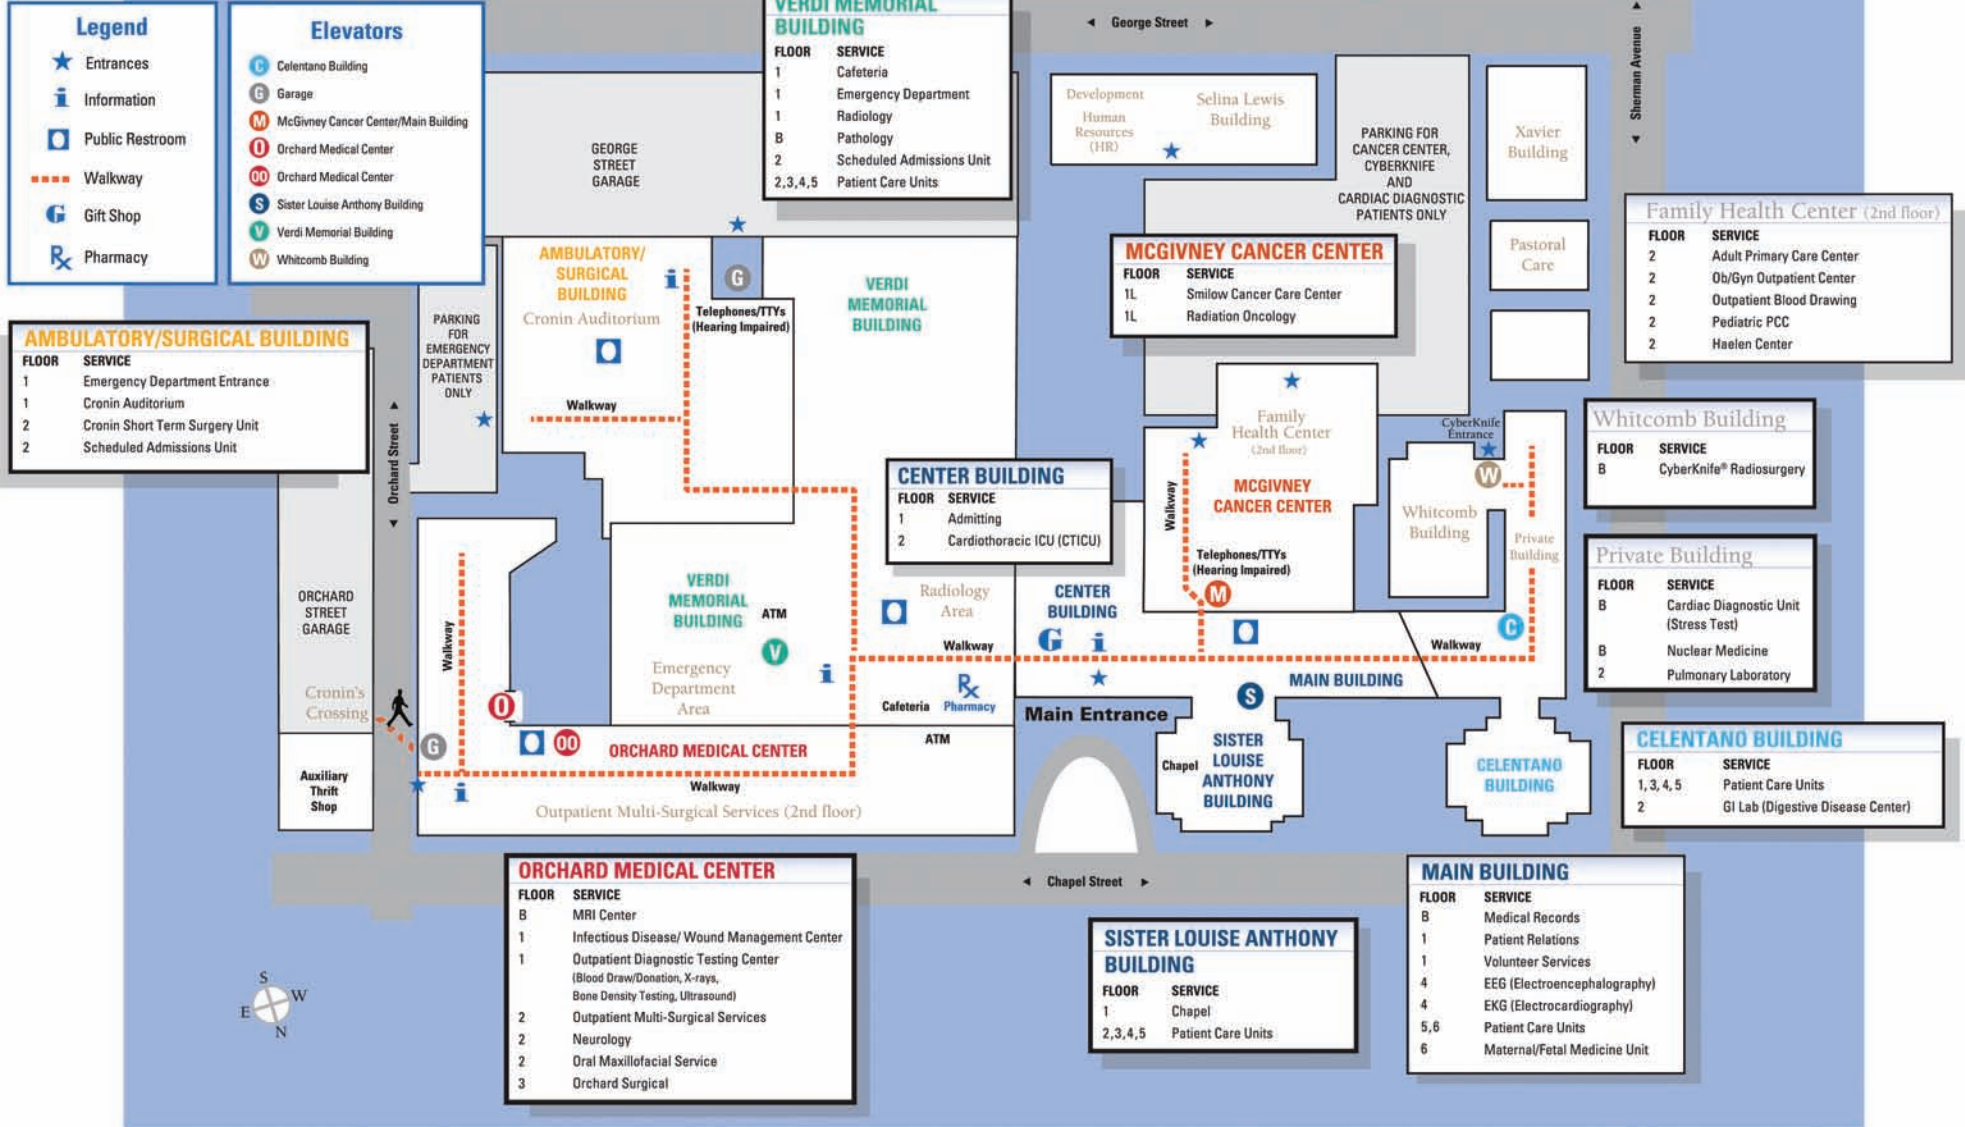 Legend
Entrances
i Information
Public Restroom
Walkway
G Gift Shop
Rx Pharmacy
Elevators
C Celentano Building
G Garage
M McGivney Cancer Center/Main Building
O Orchard Medical Center
OO Orchard Medical Center
S Sister Louise Anthony Building
V Verdi Memorial Building
W Whitcomb Building
VERDI MEMORIAL
BUILDING
FLOOR SERVICE
1 Cafeteria
1 Emergency Department
1 Radiology
B Pathology
2 Scheduled Admissions Unit
2,3,4,5 Patient Care Units
George Street
Sherman Avenue
GEORGE
STREET
GARAGE
Development
Human
Resources
(HR)
Selina Lewis
Building
PARKING FOR
CANCER CENTER,
CYBERKNIFE
AND
CARDIAC DIAGNOSTIC
PATIENTS ONLY
Xavier
Building
Pastoral
Care
Family Health Center (2nd floor)
FLOOR SERVICE
2 Adult Primary Care Center
2 Ob/Gyn Outpatient Center
2 Outpatient Blood Drawing
2 Pediatric PCC
2 Haelen Center
MCGIVNEY CANCER CENTER
FLOOR SERVICE
1L Smilow Cancer Care Center
1L Radiation Oncology
AMBULATORY/
SURGICAL
BUILDING
i
Cronin Auditorium
G
Telephones/TTYs
(Hearing Impaired)
VERDI
MEMORIAL
BUILDING
PARKING
FOR
EMERGENCY
DEPARTMENT
PATIENTS
ONLY
Walkway
AMBULATORY/SURGICAL BUILDING
FLOOR SERVICE
1 Emergency Department Entrance
1 Cronin Auditorium
2 Cronin Short Term Surgery Unit
2 Scheduled Admissions Unit
Orchard Street
CENTER BUILDING
FLOOR SERVICE
1 Admitting
2 Cardiothoracic ICU (CTICU)
Family
Health Center
(2nd floor)
MCGIVNEY
CANCER CENTER
Walkway
Telephones/TTYs
(Hearing Impaired)
M
CyberKnife
Entrance
W
Whitcomb
Building
Private
Building
Whitcomb Building
FLOOR SERVICE
B CyberKnife® Radiosurgery
Private Building
FLOOR SERVICE
B Cardiac Diagnostic Unit
(Stress Test)
B Nuclear Medicine
2 Pulmonary Laboratory
ORCHARD
STREET
GARAGE
Walkway
VERDI
MEMORIAL
BUILDING
ATM
V
Emergency
Department
Area
i
Radiology
Area
Walkway
CENTER
BUILDING
G i
C
Walkway
Cronin's
Crossing
O
G
OO
ORCHARD MEDICAL CENTER
Cafeteria
Rx
Pharmacy
ATM
Main Entrance
S
MAIN BUILDING
Auxiliary
Thrift
Shop
i
Walkway
Outpatient Multi-Surgical Services (2nd floor)
Chapel
SISTER
LOUISE
ANTHONY
BUILDING
CELENTANO
BUILDING
CELENTANO BUILDING
FLOOR SERVICE
1, 3, 4, 5 Patient Care Units
2 GI Lab (Digestive Disease Center)
Chapel Street
ORCHARD MEDICAL CENTER
FLOOR SERVICE
B MRI Center
1 Infectious Disease/ Wound Management Center
1 Outpatient Diagnostic Testing Center
(Blood Draw/Donation, X-rays,
Bone Density Testing, Ultrasound)
2 Outpatient Multi-Surgical Services
2 Neurology
2 Oral Maxillofacial Service
3 Orchard Surgical
SISTER LOUISE ANTHONY
BUILDING
FLOOR SERVICE
1 Chapel
2,3,4,5 Patient Care Units
MAIN BUILDING
FLOOR SERVICE
B Medical Records
1 Patient Relations
1 Volunteer Services
4 EEG (Electroencephalography)
4 EKG (Electrocardiography)
5,6 Patient Care Units
6 Maternal/Fetal Medicine Unit
S
W
E
N